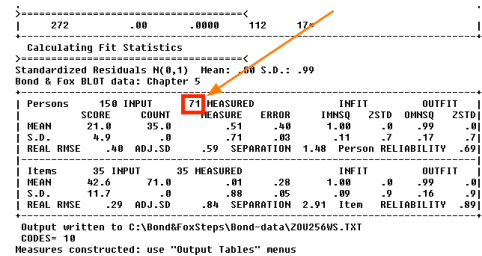 >=====================================<
| 272 .00 .0000 112 17* |
Calculating Fit Statistics
>=====================================<
Standardized Residuals N(0,1) Mean: .00 S.D.: .99
Bond & Fox BLOT data: Chapter 5
| Persons 150 INPUT 71 MEASURED INFIT OUTFIT |
| SCORE COUNT MEASURE ERROR IMNSQ ZSTD OMNSQ ZSTD|
| MEAN 21.0 35.0 .51 .40 1.00 .0 .99 .0|
| S.D. 4.9 .0 .71 .03 .11 .7 .17 .7|
| REAL RMSE .40 ADJ.SD .59 SEPARATION 1.48 Person RELIABILITY .69|
| Items 35 INPUT 35 MEASURED INFIT OUTFIT |
| MEAN 42.6 71.0 .01 .28 1.00 .0 .99 .0|
| S.D. 11.7 .0 .88 .05 .09 .9 .16 .9|
| REAL RMSE .29 ADJ.SD .84 SEPARATION 2.91 Item RELIABILITY .89|
Output written to C:\Bond&FoxSteps\Bond-data\ZOU256WS.TXT
CODES= 10
Measures constructed: use "Output Tables" menus